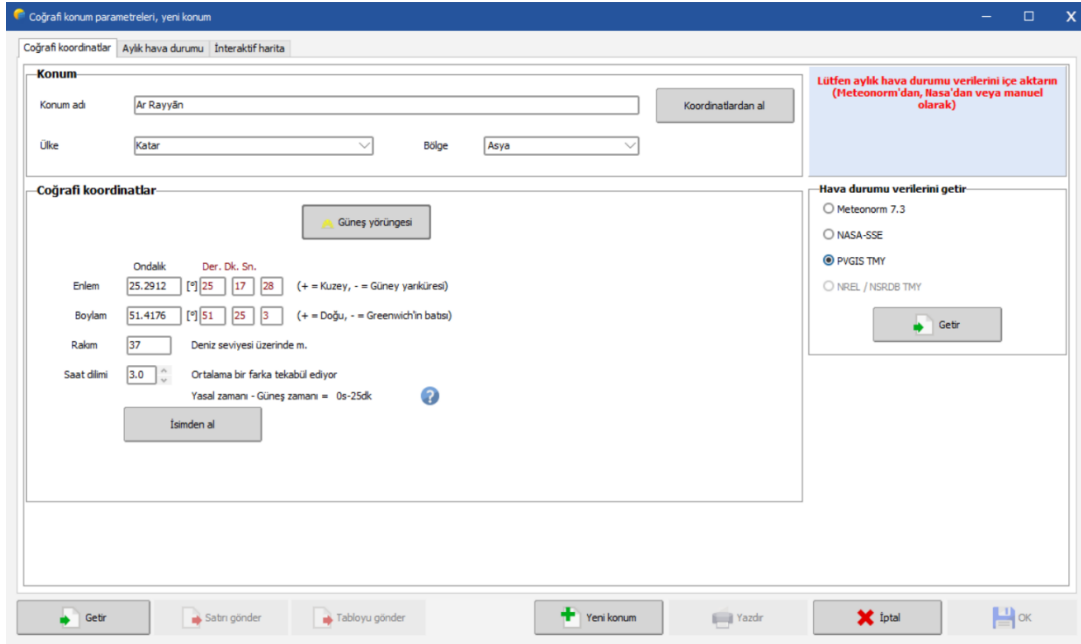 Coğrafi konum parametreleri, yeni konum
Coğrafi koordinatlar Aylık hava durumu İnteraktif harita
Konum
Konum adı Ar Rayyān Koordinatlardan al
Ülke Katar Bölge Asya
Lütfen aylık hava durumu verilerini içe aktarın
(Meteonorm'dan, Nasa'dan veya manuel
olarak)
Coğrafi koordinatlar
Güneş yörüngesi
Ondalık Der. Dk. Sn.
Enlem 25.2912 [°] 25 17 28 (+ = Kuzey, - = Güney yarıküresi)
Boylam 51.4176 [°] 51 25 3 (+ = Doğu, - = Greenwich'in batısı)
Rakım 37 Deniz seviyesi üzerinde m.
Saat dilimi 3.0 Ortalama bir farka tekabül ediyor
Yasal zamanı - Güneş zamanı = 0s-25dk ?
İsimden al
Hava durumu verilerini getir
Meteonorm 7.3
NASA-SSE
PVGIS TMY
NREL / NSRDB TMY
Getir
Getir Satırı gönder Tabloyu gönder Yeni konum Yazdır İptal OK